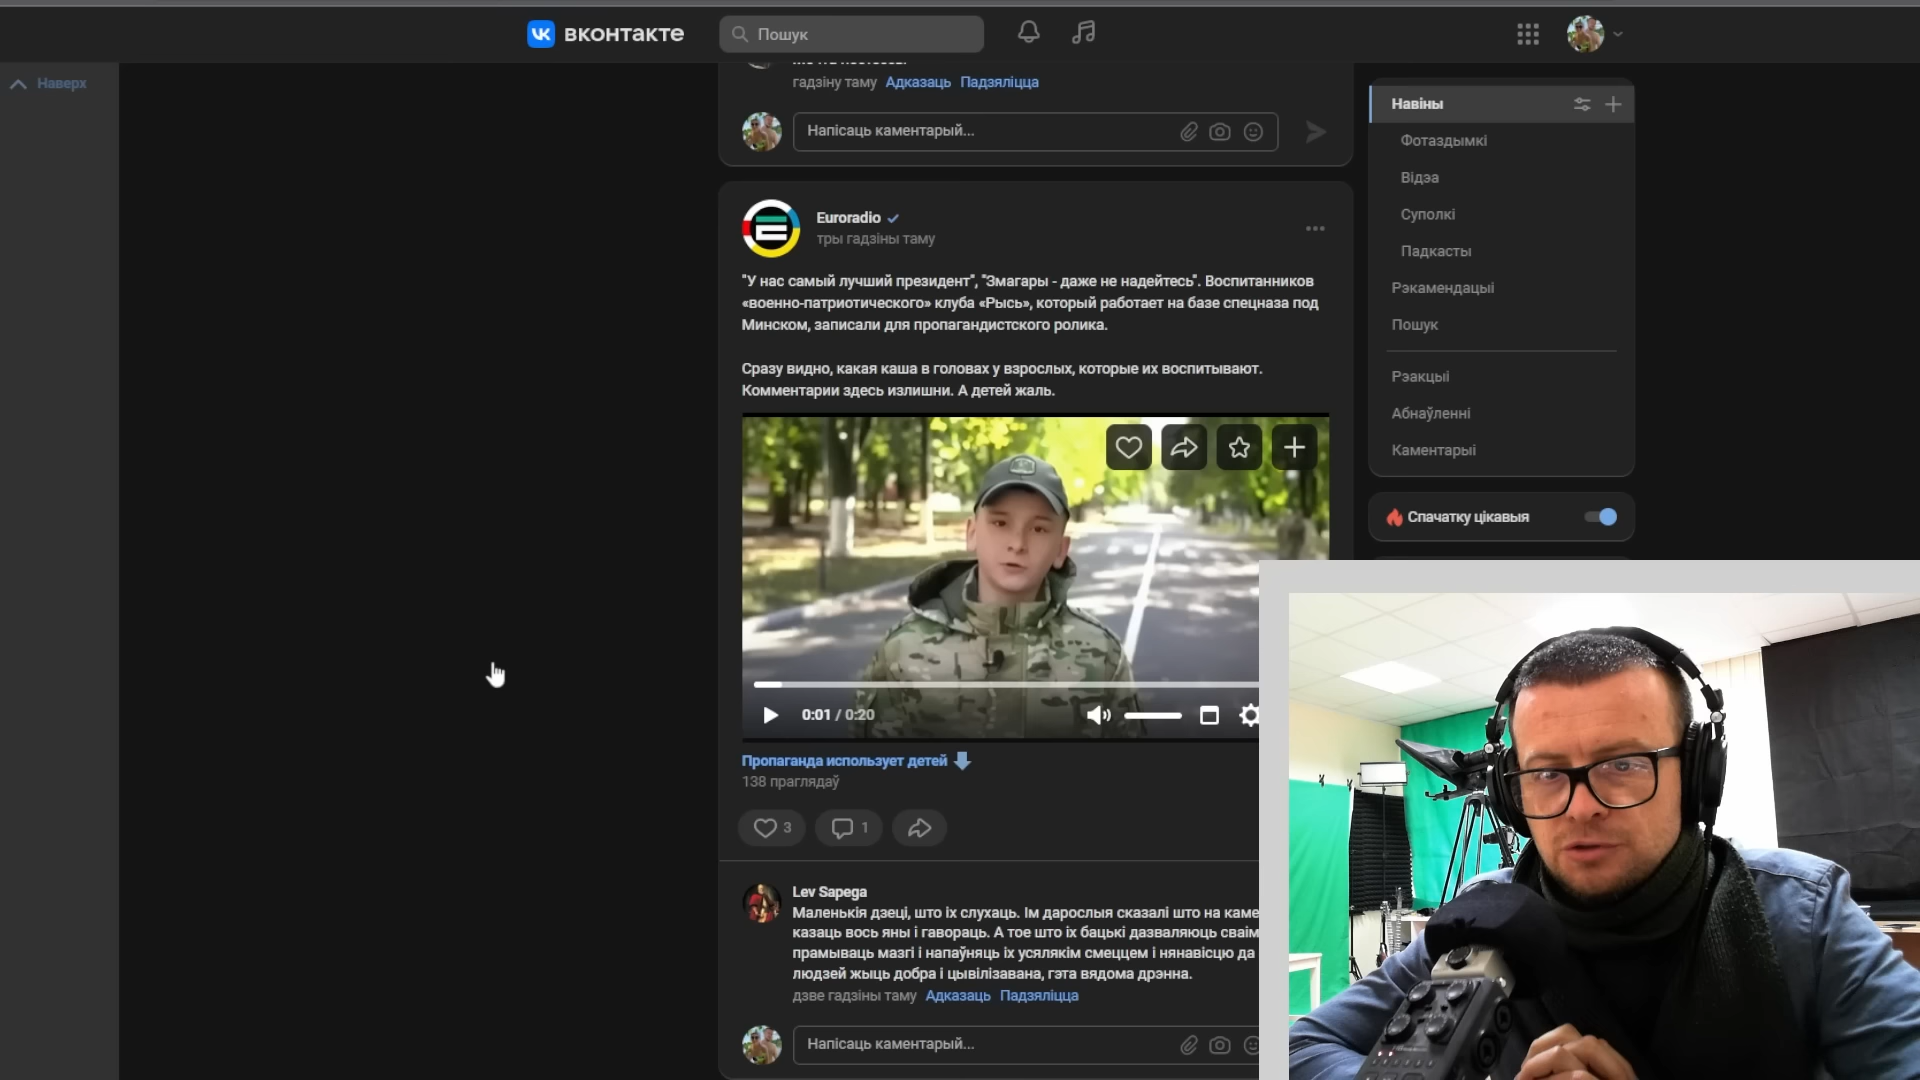 вконтакте
Пошук
Наверх
гадзіну таму Адказаць Падзяліцца
Напісаць каментарый...
Навіны
Фотаздымкі
Відэа
Суполкі
Падкасты
Рэкамендацыі
Пошук
Рэакцыі
Абнаўленні
Каментарыі
Спачатку цікавыя
Euroradio
тры гадзіны таму
"У нас самый лучший президент", "Змагары - даже не надейтесь". Воспитанников
«военно-патриотического» клуба «Рысь», который работает на базе спецназа под
Минском, записали для пропагандистского ролика.
Сразу видно, какая каша в головах у взрослых, которые их воспитывают.
Комментарии здесь излишни. А детей жаль.
0:01 / 0:20
Пропаганда использует детей
138 праглядаў
3
1
Lev Sapega
Маленькія дзеці, што іх слухаць. Ім дарослыя сказалі што на каме
казаць вось яны і гавораць. А тое што іх бацькі дазваляюць сваім
прамываць мазгі і напаўняць іх усялякім смеццем і нянавісцю да
людзей жыць добра і цывілізавана, гэта вядома дрэнна.
дзве гадзіны таму Адказаць Падзяліцца
Напісаць каментарый...